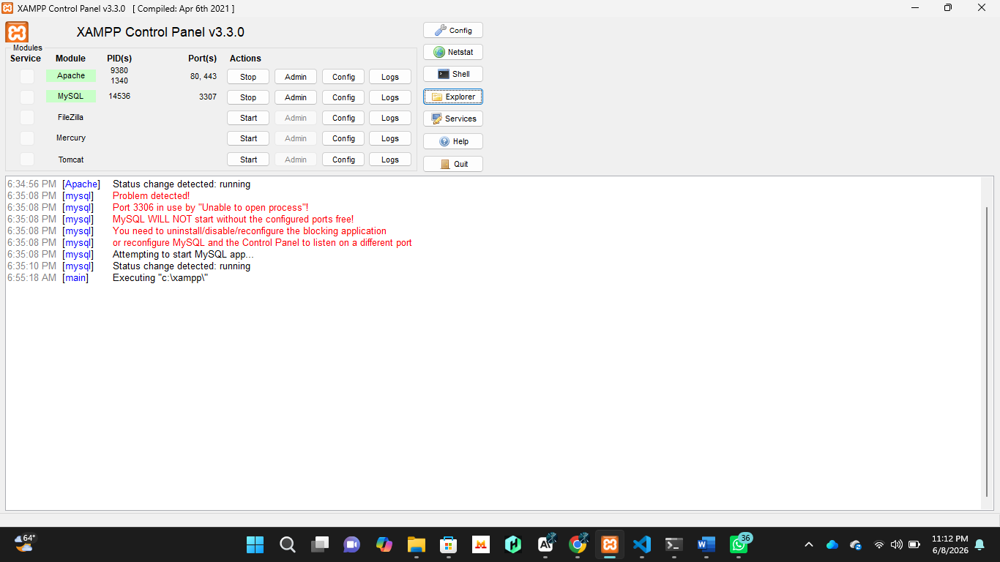 XAMPP Control Panel v3.3.0 [ Compiled: Apr 6th 2021 ]
XAMPP Control Panel v3.3.0
Config
Modules
Service Module PID(s) Port(s) Actions
Netstat
Apache 9380 1340 80, 443 Stop Admin Config Logs
Shell
MySQL 14536 3307 Stop Admin Config Logs
Explorer
FileZilla Start Admin Config Logs
Services
Mercury Start Admin Config Logs
Help
Tomcat Start Admin Config Logs
Quit
6:34:56 PM [Apache] Status change detected: running
6:35:08 PM [mysql] Problem detected!
6:35:08 PM [mysql] Port 3306 in use by "Unable to open process"!
6:35:08 PM [mysql] MySQL WILL NOT start without the configured ports free!
6:35:08 PM [mysql] You need to uninstall/disable/reconfigure the blocking application
6:35:08 PM [mysql] or reconfigure MySQL and the Control Panel to listen on a different port
6:35:08 PM [mysql] Attempting to start MySQL app...
6:35:10 PM [mysql] Status change detected: running
6:55:18 AM [main] Executing "c:\xampp\"
64°
36
11:12 PM
6/8/2026